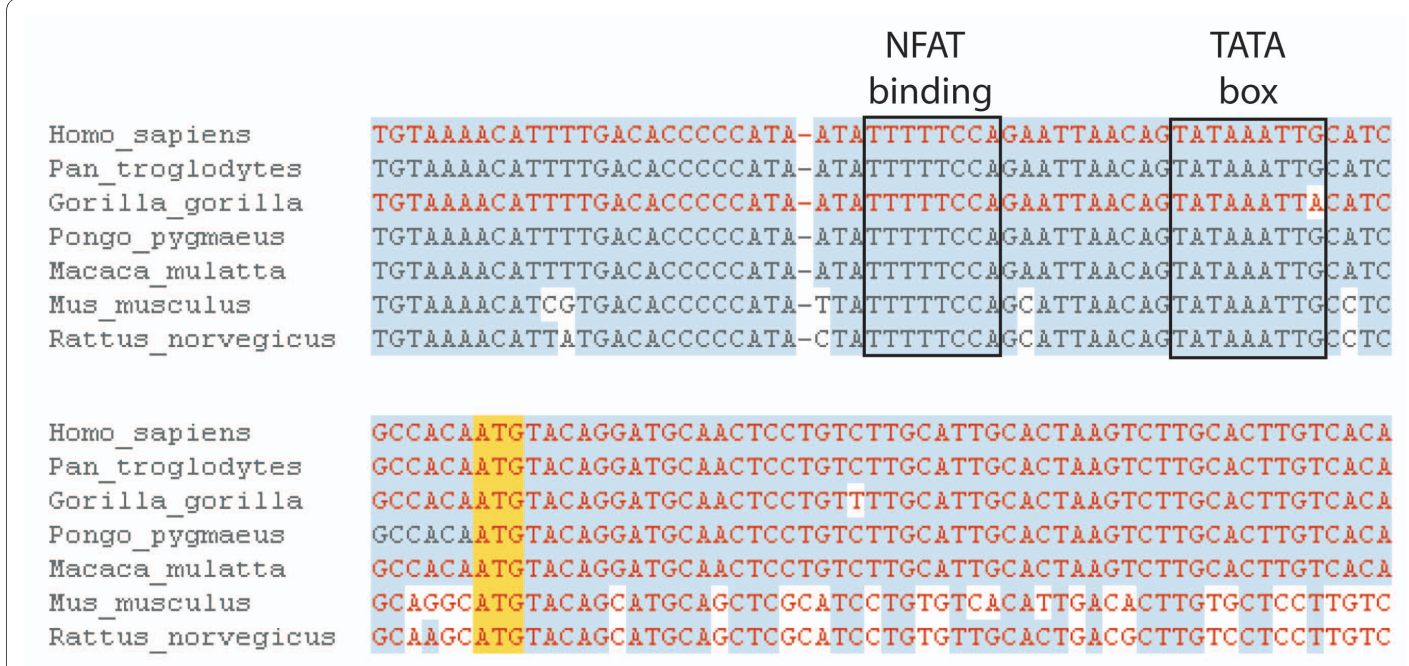 NFAT TATA
binding box
Homo_sapiens TGTAAAACATTTTGACACCCCCATA-ATATTTTTCCAGAATTAACAGTATAAATTGCATC
Pan_troglodytes TGTAAAACATTTTGACACCCCCATA-ATATTTTTCCAGAATTAACAGTATAAATTGCATC
Gorilla_gorilla TGTAAAACATTTTGACACCCCCATA-ATATTTTTCCAGAATTAACAGTATAAATTACATC
Pongo_pygmaeus TGTAAAACATTTTGACACCCCCATA-ATATTTTTCCAGAATTAACAGTATAAATTGCATC
Macaca_mulatta TGTAAAACATTTTGACACCCCCATA-ATATTTTTCCAGAATTAACAGTATAAATTGCATC
Mus_musculus TGTAAAACATCGTGACACCCCCATA-TTATTTTTCCAGCATTAACAGTATAAATTGCCTC
Rattus_norvegicus TGTAAAACATTATGACACCCCCATA-CTATTTTTCCAGCATTAACAGTATAAATTGCCTC
Homo_sapiens GCCACAATGTACAGGATGCAACTCCTGTCTTGCATTGCACTAAGTCTTGCACTTGTCACA
Pan_troglodytes GCCACAATGTACAGGATGCAACTCCTGTCTTGCATTGCACTAAGTCTTGCACTTGTCACA
Gorilla_gorilla GCCACAATGTACAGGATGCAACTCCTGTTTTGCATTGCACTAAGTCTTGCACTTGTCACA
Pongo_pygmaeus GCCACAATGTACAGGATGCAACTCCTGTCTTGCATTGCACTAAGTCTTGCACTTGTCACA
Macaca_mulatta GCCACAATGTACAGGATGCAACTCCTGTCTTGCATTGCACTAAGTCTTGCACTTGTCACA
Mus_musculus GCAGGCATGTACAGCATGCAGCTCGCATCCTGTGTCACATTGACACTTGTGCTCCTTGTC
Rattus_norvegicus GCAAGCATGTACAGCATGCAGCTCGCATCCTGTGTTGCACTGACGCTTGTCCTCCTTGTC